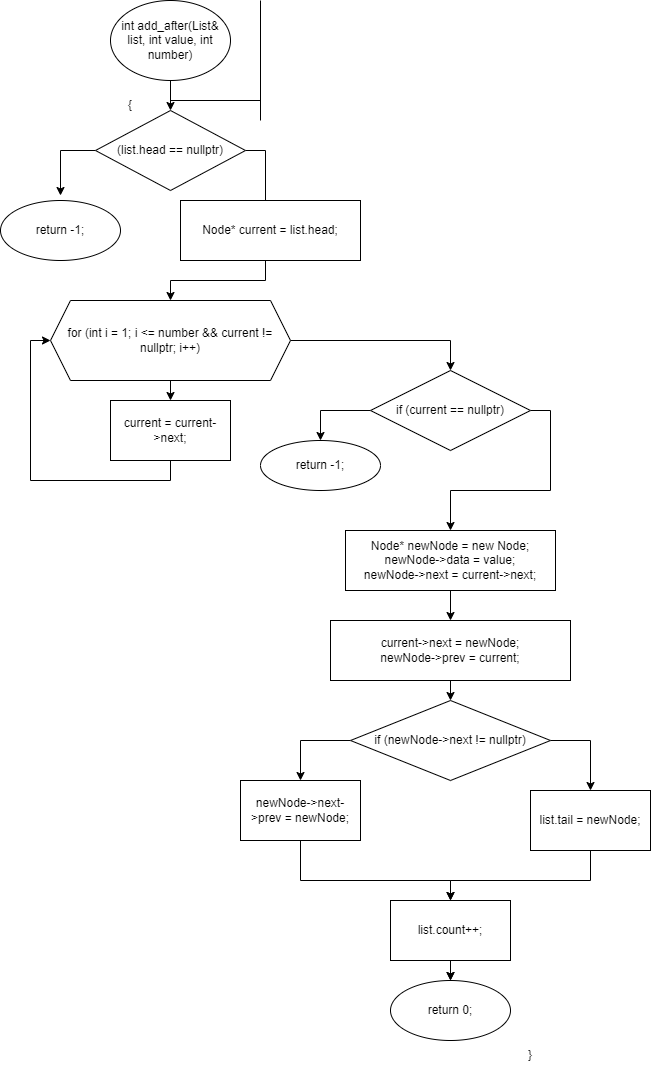 int add_after(List&
list, int value, int
number)
{
(list.head == nullptr)
return -1;
Node* current = list.head;
for (int i = 1; i <= number && current !=
nullptr; i++)
current = current-
>next;
if (current == nullptr)
return -1;
Node* newNode = new Node;
newNode->data = value;
newNode->next = current->next;
current->next = newNode;
newNode->prev = current;
if (newNode->next != nullptr)
newNode->next-
>prev = newNode;
list.tail = newNode;
list.count++;
return 0;
}